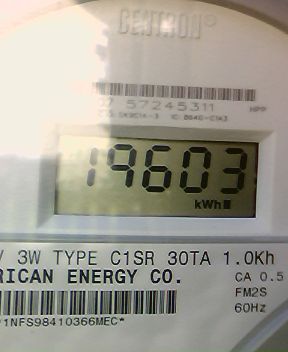 CENTRON®
57245311 HPP
19603
kWh
3W TYPE C1SR 30TA 1.0Kh
RICAN ENERGY CO. CA 0.5
FM2S
60Hz
1NFS98410366MEC*